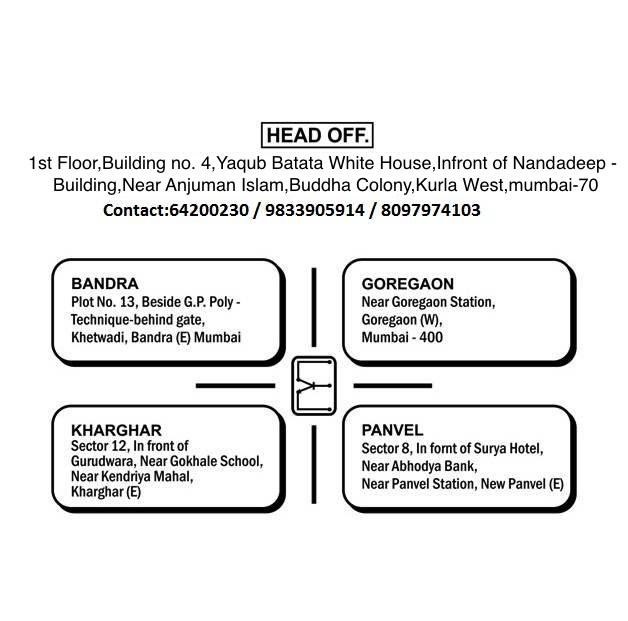 HEAD OFF.
1st Floor,Building no. 4,Yaqub Batata White House,Infront of Nandadeep -
Building,Near Anjuman Islam,Buddha Colony,Kurla West,mumbai-70
Contact:64200230 / 9833905914 / 8097974103
BANDRA
Plot No. 13, Beside G.P. Poly -
Technique-behind gate,
Khetwadi, Bandra (E) Mumbai
GOREGAON
Near Goregaon Station,
Goregaon (W),
Mumbai - 400
KHARGHAR
Sector 12, In front of
Gurudwara, Near Gokhale School,
Near Kendriya Mahal,
Kharghar (E)
PANVEL
Sector 8, In fornt of Surya Hotel,
Near Abhodya Bank,
Near Panvel Station, New Panvel (E)